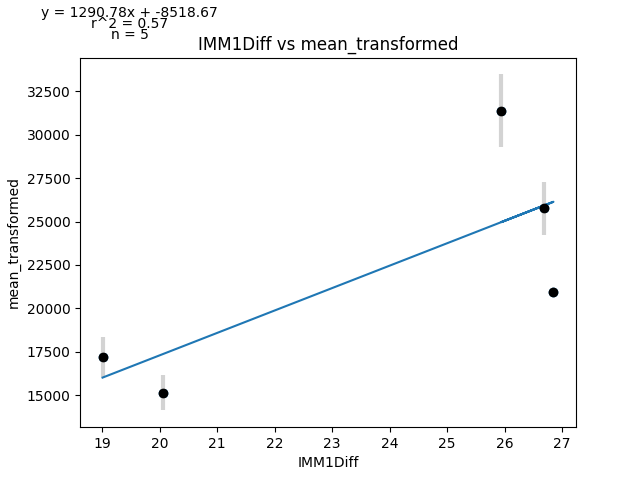 y = 1290.78x + -8518.67
r^2 = 0.57
n = 5
IMM1Diff vs mean_transformed
32500
30000
27500
25000
22500
20000
17500
15000
mean_transformed
19 20 21 22 23 24 25 26 27
IMM1Diff